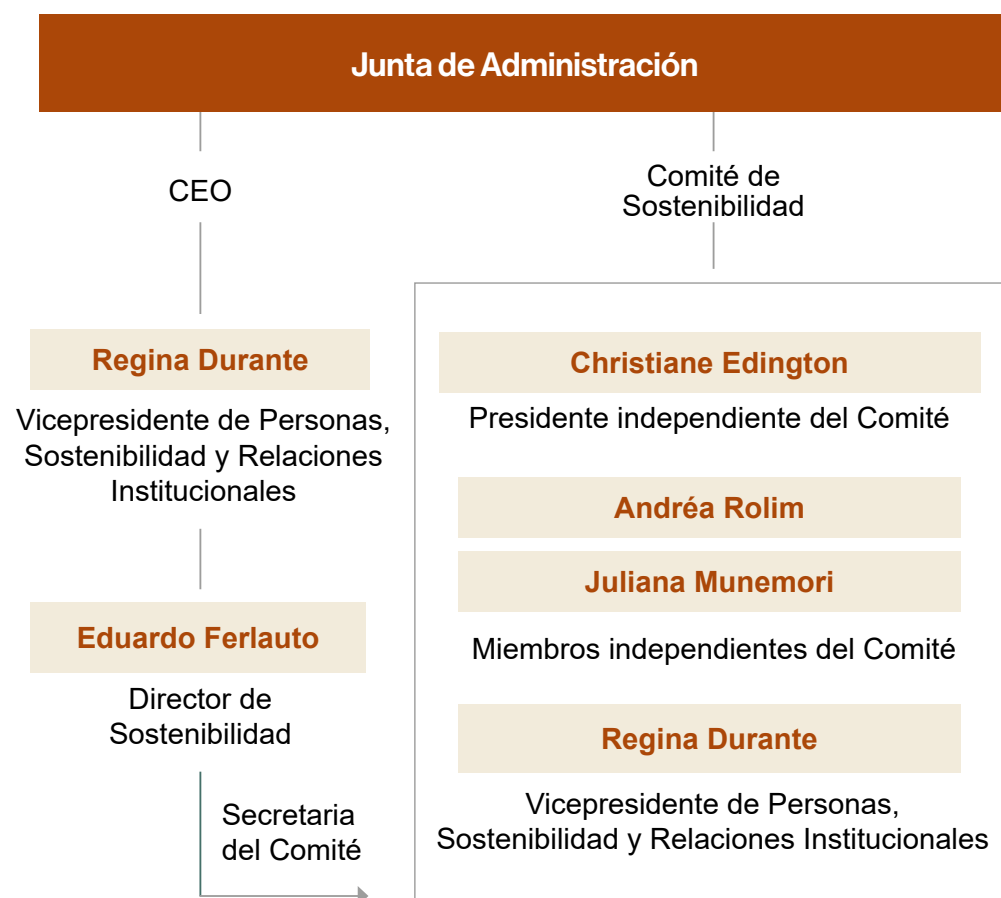 Junta de Administración
CEO
Regina Durante
Vicepresidente de Personas,
Sostenibilidad y Relaciones
Institucionales
Eduardo Ferlauto
Director de
Sostenibilidad
Secretaria
del Comité
Comité de
Sostenibilidad
Christiane Edington
Presidente independiente del Comité
Andréa Rolim
Juliana Munemori
Miembros independientes del Comité
Regina Durante
Vicepresidente de Personas,
Sostenibilidad y Relaciones Institucionales